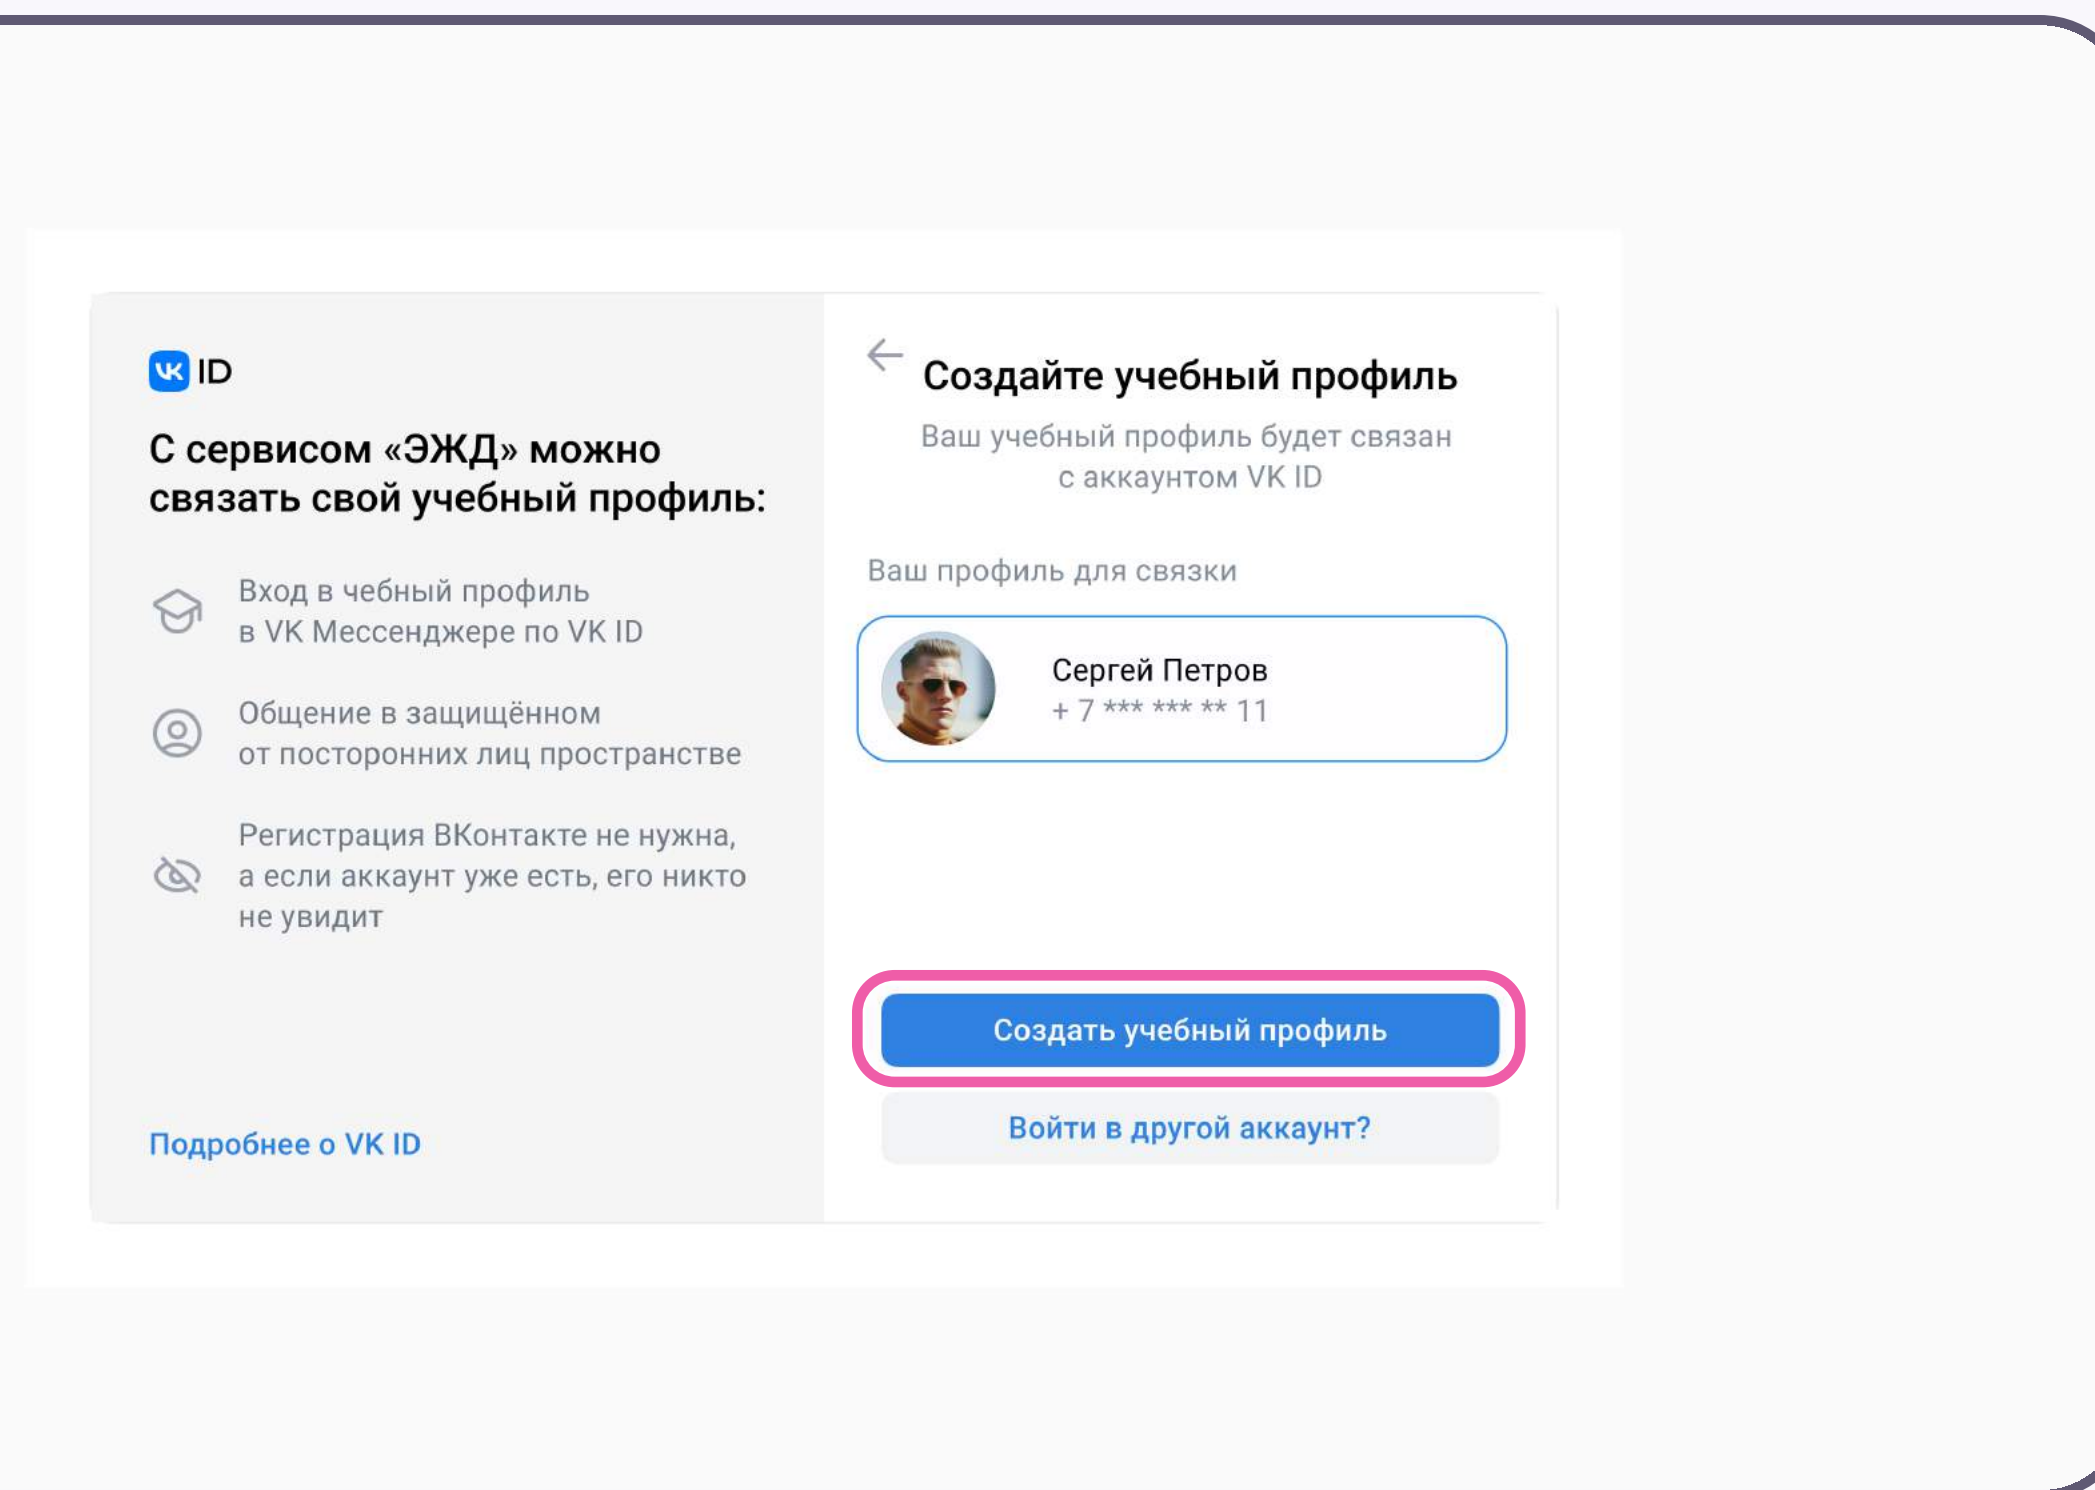 VK ID
С сервисом «ЭЖД» можно
связать свой учебный профиль:
Вход в чебный профиль
в VK Мессенджере по VK ID
Общение в защищённом
от посторонних лиц пространстве
Регистрация ВКонтакте не нужна,
а если аккаунт уже есть, его никто
не увидит
Подробнее о VK ID
Создайте учебный профиль
Ваш учебный профиль будет связан
с аккаунтом VK ID
Ваш профиль для связки
Сергей Петров
+ 7 *** *** ** 11
Создать учебный профиль
Войти в другой аккаунт?